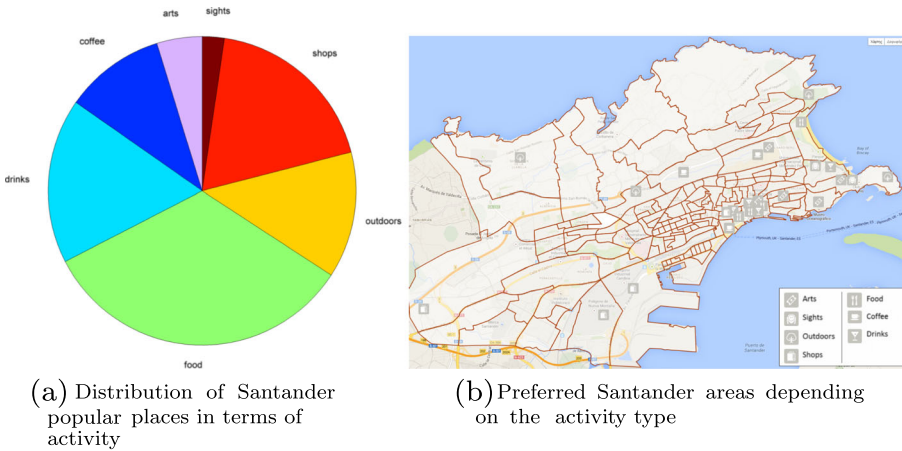 arts
sights
coffee
shops
drinks
outdoors
food
Arts
Sights
Outdoors
Shops
Food
Coffee
Drinks
(a) Distribution of Santander
popular places in terms of
activity
(b) Preferred Santander areas depending
on the activity type